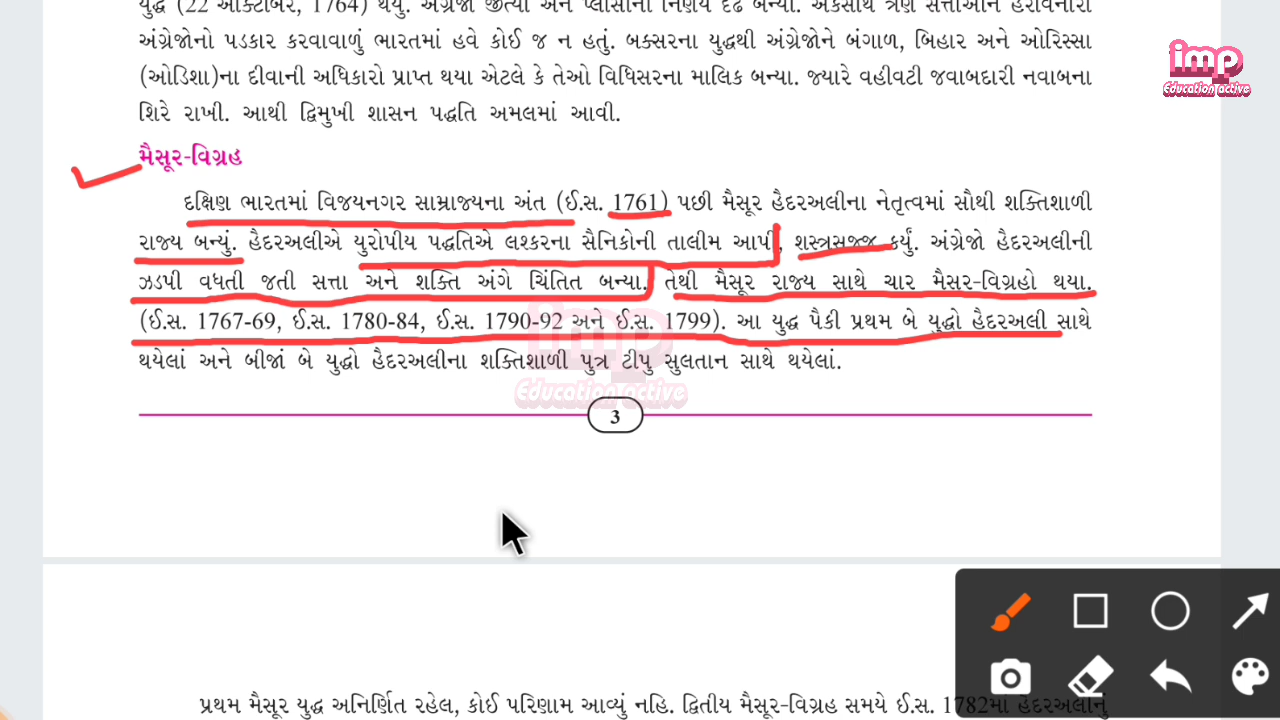 યુદ્ધ (22 ઑક્ટોબર, 1764) થયું. અંગ્રેજો જીત્યા અને પ્લાસીનો નિર્ણય દૃઢ બન્યો. એકસાથે ત્રણ સત્તાઓને હરાવનારા
અંગ્રેજોનો પડકાર કરવાવાળું ભારતમાં હવે કોઈ જ ન હતું. બક્સરના યુદ્ધથી અંગ્રેજોને બંગાળ, બિહાર અને ઓરિસ્સા
(ઓડિશા)ના દીવાની અધિકારો પ્રાપ્ત થયા એટલે કે તેઓ વિધિસરના માલિક બન્યા. જ્યારે વહીવટી જવાબદારી નવાબના
શિરે રાખી. આથી દ્વિમુખી શાસન પદ્ધતિ અમલમાં આવી.
imp
Education active
મૈસૂર-વિગ્રહ
દક્ષિણ ભારતમાં વિજયનગર સામ્રાજ્યના અંત (ઈ.સ. 1761) પછી મૈસૂર હૈદરઅલીના નેતૃત્વમાં સૌથી શક્તિશાળી
રાજ્ય બન્યું. હૈદરઅલીએ યુરોપીય પદ્ધતિએ લશ્કરના સૈનિકોની તાલીમ આપી, શસ્ત્રસજ્જ કર્યું. અંગ્રેજો હૈદરઅલીની
ઝડપી વધતી જતી સત્તા અને શક્તિ અંગે ચિંતિત બન્યા. તેથી મૈસૂર રાજ્ય સાથે ચાર મૈસર-વિગ્રહો થયા.
(ઈ.સ. 1767-69, ઈ.સ. 1780-84, ઈ.સ. 1790-92 અને ઈ.સ. 1799). આ યુદ્ધ પૈકી પ્રથમ બે યુદ્ધો હૈદરઅલી સાથે
થયેલાં અને બીજાં બે યુદ્ધો હૈદરઅલીના શક્તિશાળી પુત્ર ટીપુ સુલતાન સાથે થયેલાં.
imp
Education active
3
પ્રથમ મૈસૂર યુદ્ધ અનિર્ણિત રહેલ, કોઈ પરિણામ આવ્યું નહિ. દ્વિતીય મૈસૂર-વિગ્રહ સમયે ઈ.સ. 1782માં હૈદરઅલીનું